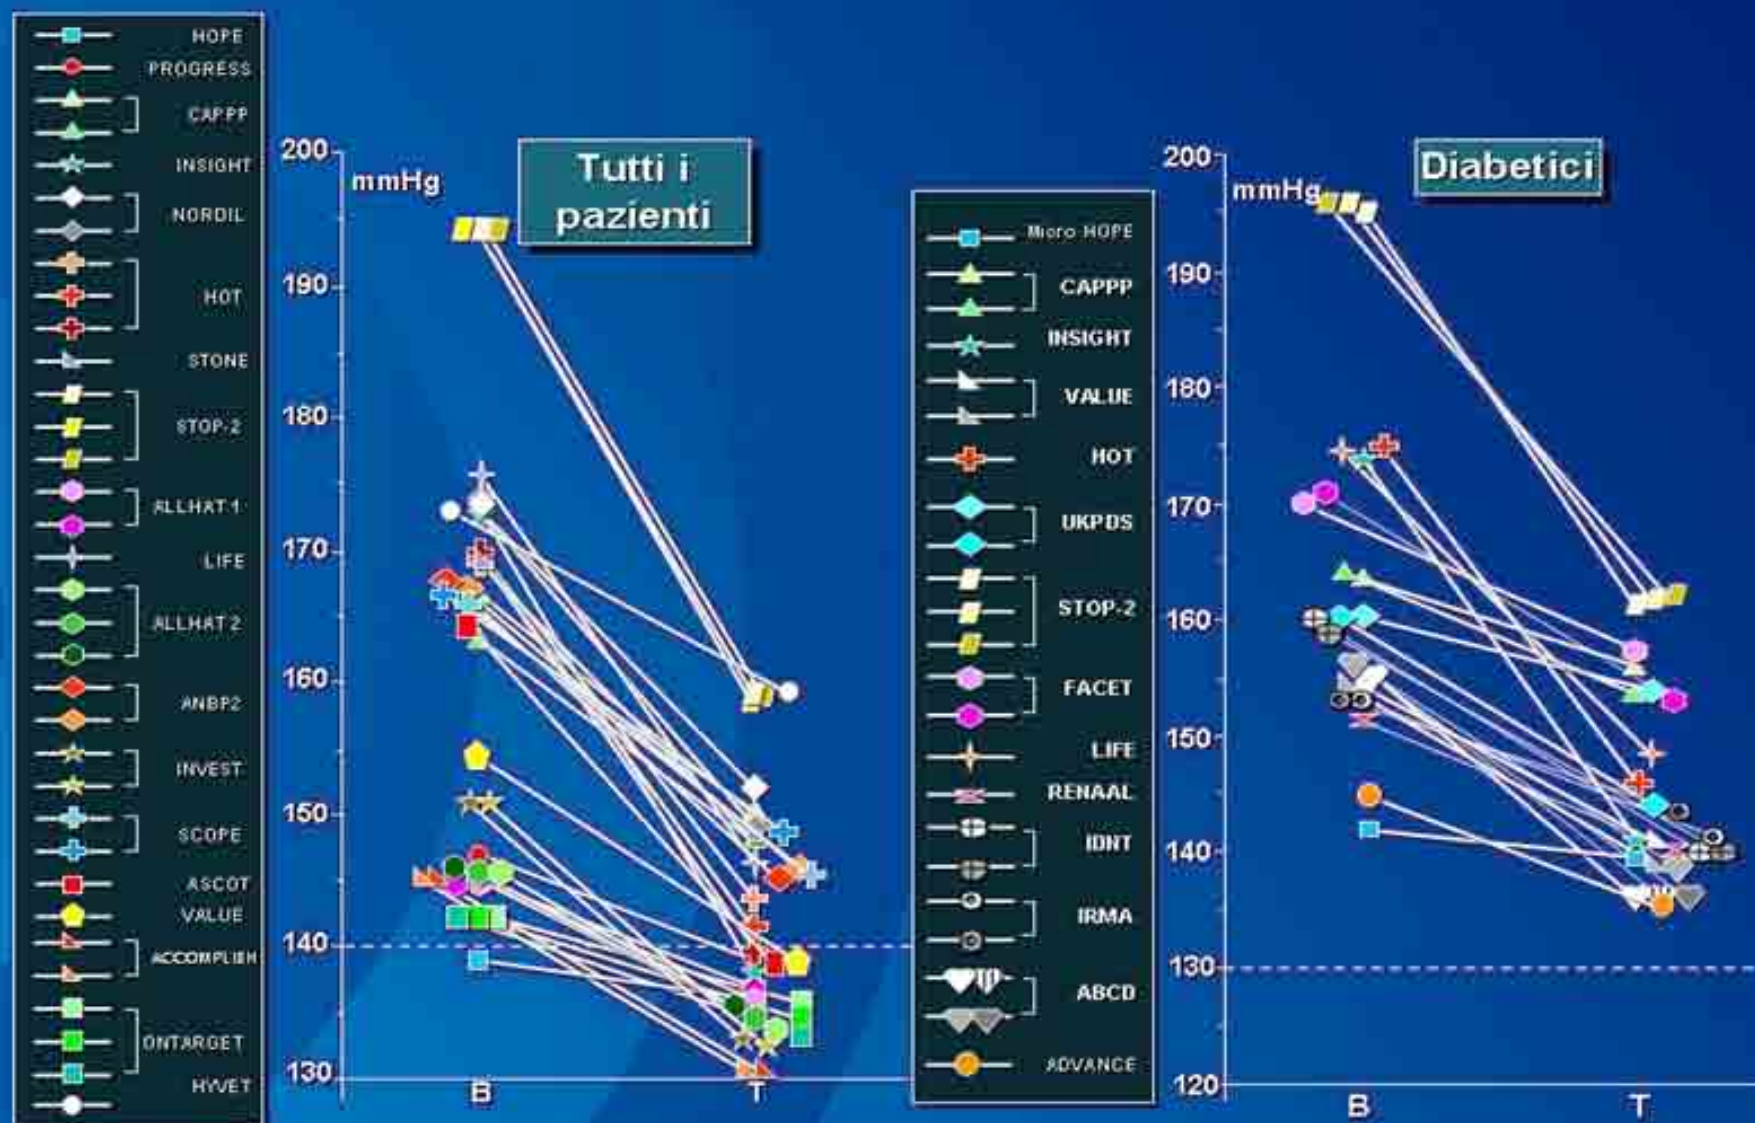 HOPE
PROGRESS
CAPPP
INSIGHT
NORDIL
HOT
STONE
STOP-2
ALLHAT 1
LIFE
ALLHAT 2
ANBP2
INVEST
SCOPE
ASCOT
VALUE
ACCOMPLISH
ONTARGET
HYVET
Tutti i
pazienti
mmHg
200
190
180
170
160
150
140
130
B T
Micro HOPE
CAPPP
INSIGHT
VALUE
HOT
UKPDS
STOP-2
FACET
LIFE
RENAAL
IDNT
IRMA
ABCD
ADVANCE
Diabetici
mmHg
200
190
180
170
160
150
140
130
120
B T